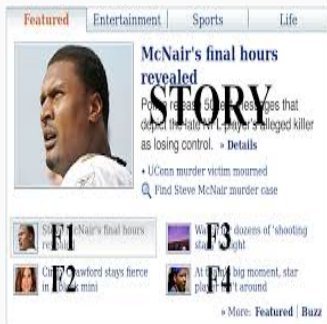 Featured Entertainment Sports Life
McNair's final hours
revealed
STORY
Police release 50 text messages that
depict the late NFL player's alleged killer
as losing control. » Details
• UConn murder victim mourned
Find Steve McNair murder case
F1
McNair's final hours
F3
dozens of 'shooting
F2
Crawford stays fierce
mini
F4
big moment, star
around
» More: Featured | Buzz